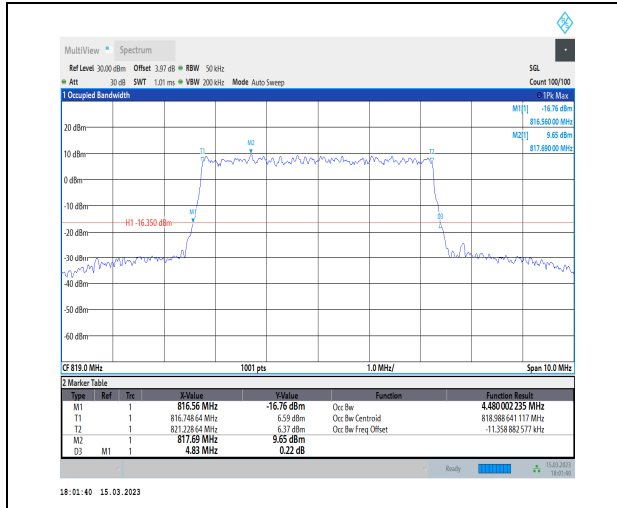 MultiView Spectrum
Ref Level 30.00 dBm Offset 3.97 dB RBW 50 kHz SGL
Att 30 dB SWT 1.01 ms VBW 200 kHz Mode Auto Sweep Count 100/100
1 Occupied Bandwidth 1Pk Max
M1[1] -16.76 dBm
816.560 00 MHz
M2[1] 9.65 dBm
817.690 00 MHz
20 dBm
M2
T1 T2
10 dBm
0 dBm
-10 dBm
M1 D3
H1 -16.350 dBm
-20 dBm
-30 dBm
-40 dBm
-50 dBm
-60 dBm
CF 819.0 MHz 1001 pts 1.0 MHz/ Span 10.0 MHz
2 Marker Table
Type Ref Trc X-Value Y-Value Function Function Result
M1 1 816.56 MHz -16.76 dBm Occ Bw 4.480 002 235 MHz
T1 1 816.748 64 MHz 6.59 dBm Occ Bw Centroid 818.988 641 117 MHz
T2 1 821.228 64 MHz 6.37 dBm Occ Bw Freq Offset -11.358 882 577 kHz
M2 1 817.69 MHz 9.65 dBm
D3 M1 1 4.83 MHz 0.22 dB
Ready 15.03.2023
18:01:40
18:01:40 15.03.2023